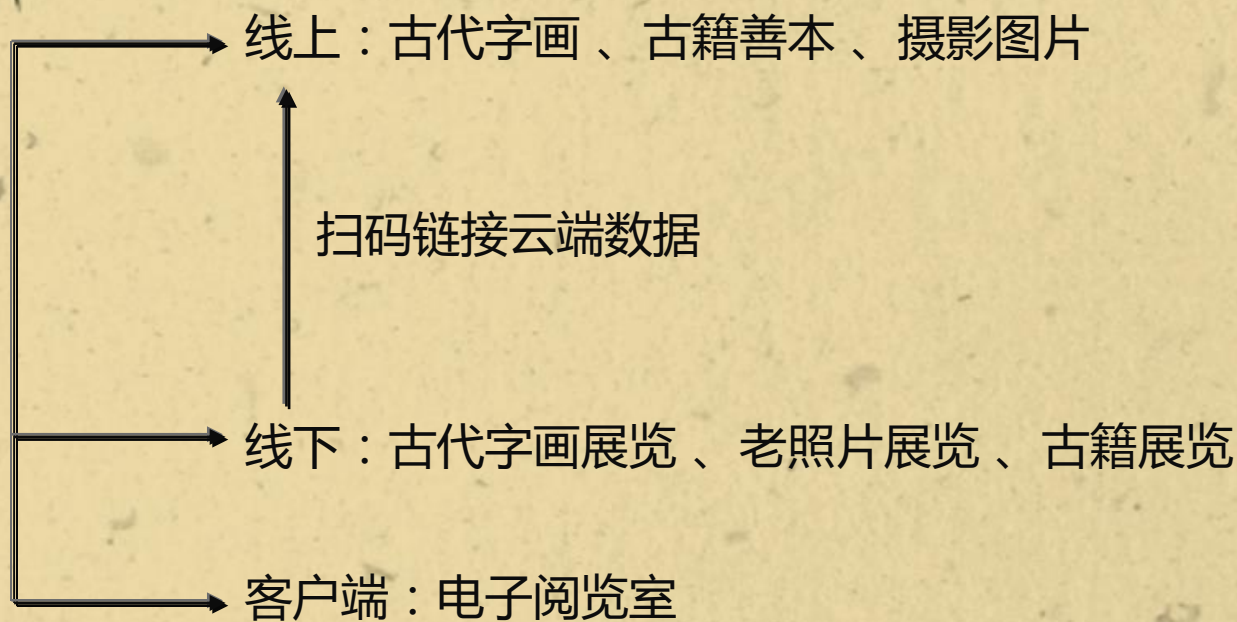 线上：古代字画 、古籍善本 、摄影图片
扫码链接云端数据
线下：古代字画展览 、老照片展览 、古籍展览
客户端：电子阅览室